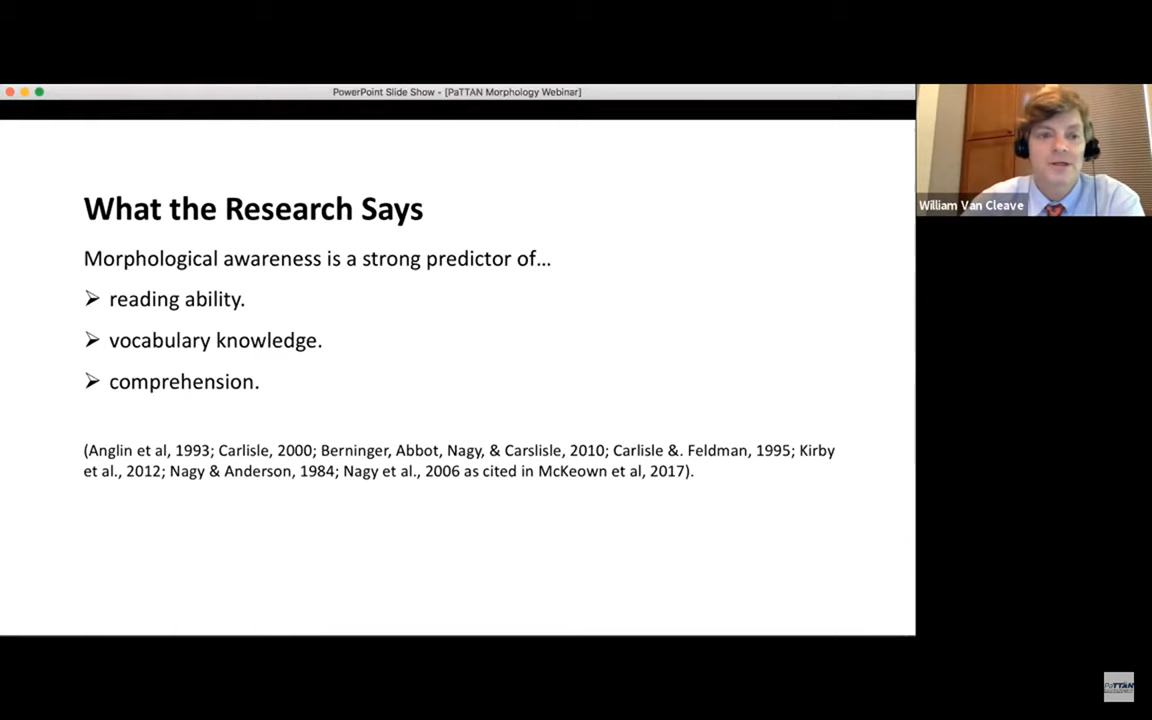 PowerPoint Slide Show - [PaTTAN Morphology Webinar]
William Van Cleave
What the Research Says
Morphological awareness is a strong predictor of…
➢ reading ability.
➢ vocabulary knowledge.
➢ comprehension.
(Anglin et al, 1993; Carlisle, 2000; Berninger, Abbot, Nagy, & Carslisle, 2010; Carlisle &. Feldman, 1995; Kirby
et al., 2012; Nagy & Anderson, 1984; Nagy et al., 2006 as cited in McKeown et al, 2017).
PaTTAN